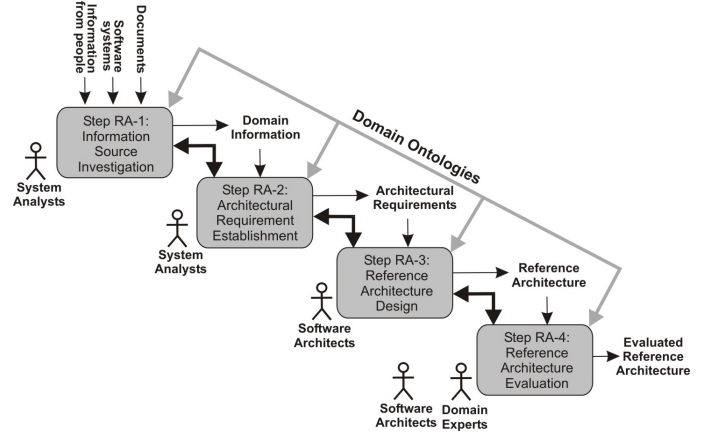 Information
from people
Software
systems
Documents
Step RA-1:
Information
Source
Investigation
Domain
Information
System
Analysts
Domain Ontologies
Step RA-2:
Architectural
Requirement
Establishment
Architectural
Requirements
System
Analysts
Step RA-3:
Reference
Architecture
Design
Reference
Architecture
Software
Architects
Step RA-4:
Reference
Architecture
Evaluation
Evaluated
Reference
Architecture
Software
Architects
Domain
Experts